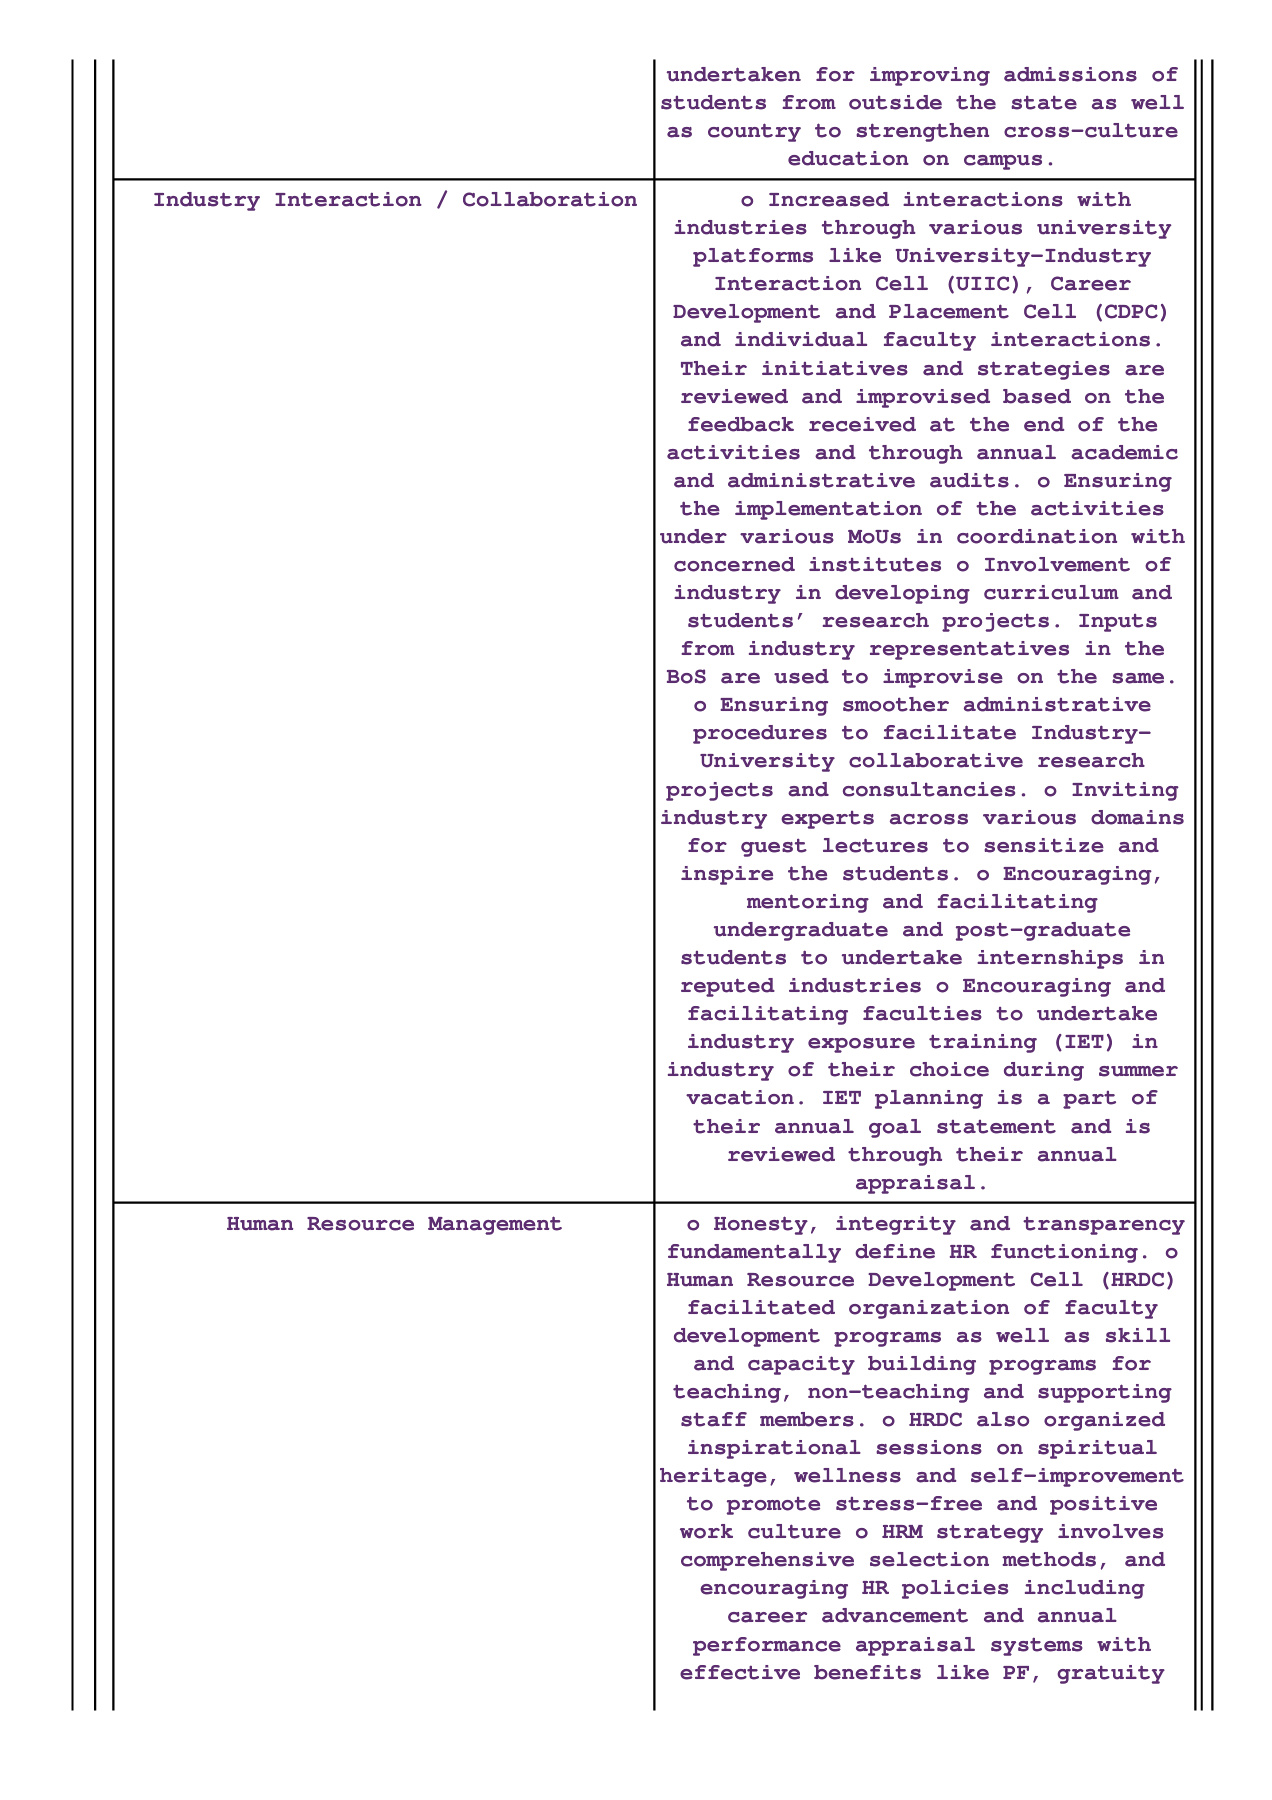 undertaken for improving admissions of
students from outside the state as well
as country to strengthen cross-culture
education on campus.
Industry Interaction / Collaboration
o Increased interactions with
industries through various university
platforms like University-Industry
Interaction Cell (UIIC), Career
Development and Placement Cell (CDPC)
and individual faculty interactions.
Their initiatives and strategies are
reviewed and improvised based on the
feedback received at the end of the
activities and through annual academic
and administrative audits. o Ensuring
the implementation of the activities
under various MoUs in coordination with
concerned institutes o Involvement of
industry in developing curriculum and
students’ research projects. Inputs
from industry representatives in the
BoS are used to improvise on the same.
o Ensuring smoother administrative
procedures to facilitate Industry-
University collaborative research
projects and consultancies. o Inviting
industry experts across various domains
for guest lectures to sensitize and
inspire the students. o Encouraging,
mentoring and facilitating
undergraduate and post-graduate
students to undertake internships in
reputed industries o Encouraging and
facilitating faculties to undertake
industry exposure training (IET) in
industry of their choice during summer
vacation. IET planning is a part of
their annual goal statement and is
reviewed through their annual
appraisal.
Human Resource Management
o Honesty, integrity and transparency
fundamentally define HR functioning. o
Human Resource Development Cell (HRDC)
facilitated organization of faculty
development programs as well as skill
and capacity building programs for
teaching, non-teaching and supporting
staff members. o HRDC also organized
inspirational sessions on spiritual
heritage, wellness and self-improvement
to promote stress-free and positive
work culture o HRM strategy involves
comprehensive selection methods, and
encouraging HR policies including
career advancement and annual
performance appraisal systems with
effective benefits like PF, gratuity